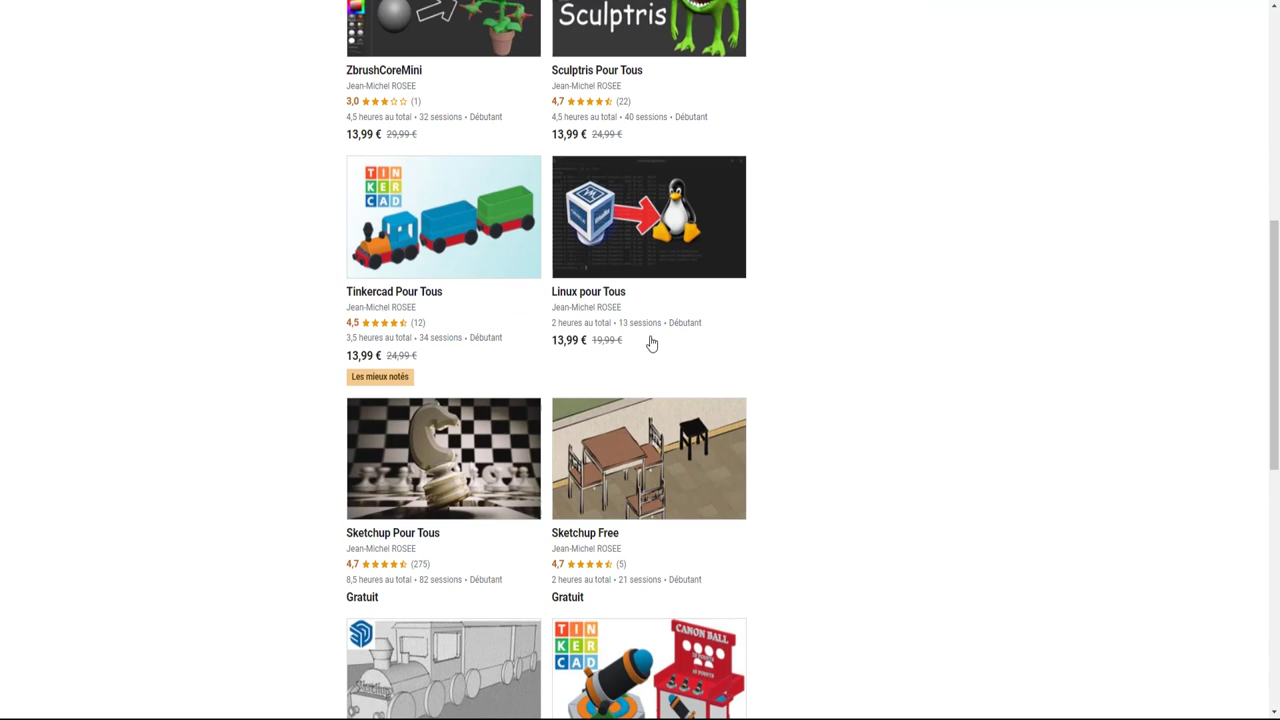 Sculptris
ZbrushCoreMini
Jean-Michel ROSEE
3,0 (1)
4,5 heures au total • 32 sessions • Débutant
13,99 € 29,99 €
Sculptris Pour Tous
Jean-Michel ROSEE
4,7 (22)
4,5 heures au total • 40 sessions • Débutant
13,99 € 24,99 €
TIN
KER
CAD
Tinkercad Pour Tous
Jean-Michel ROSEE
4,5 (12)
3,5 heures au total • 34 sessions • Débutant
13,99 € 24,99 €
Les mieux notés
Linux pour Tous
Jean-Michel ROSEE
2 heures au total • 13 sessions • Débutant
13,99 € 19,99 €
Sketchup Pour Tous
Jean-Michel ROSEE
4,7 (275)
8,5 heures au total • 82 sessions • Débutant
Gratuit
Sketchup Free
Jean-Michel ROSEE
4,7 (5)
2 heures au total • 21 sessions • Débutant
Gratuit
TIN
KER
CAD
CANON BALL